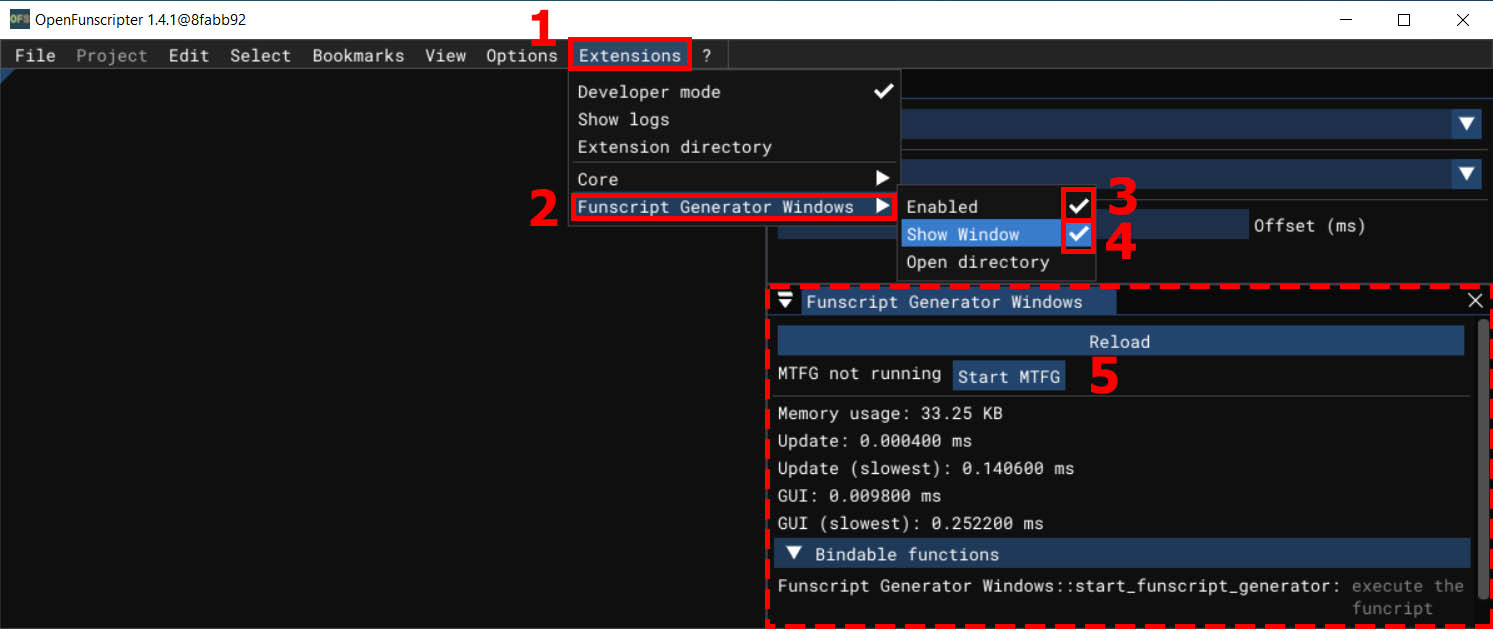 OFS OpenFunscripter 1.4.1@8fabb92
1
File Project Edit Select Bookmarks View Options Extensions ?
Developer mode
Show logs
Extension directory
Core
2 Funscript Generator Windows
Enabled 3
Show Window 4
Open directory
Offset (ms)
Funscript Generator Windows
Reload
MTFG not running Start MTFG 5
Memory usage: 33.25 KB
Update: 0.000400 ms
Update (slowest): 0.140600 ms
GUI: 0.009800 ms
GUI (slowest): 0.252200 ms
Bindable functions
Funscript Generator Windows::start_funscript_generator: execute the
funcript